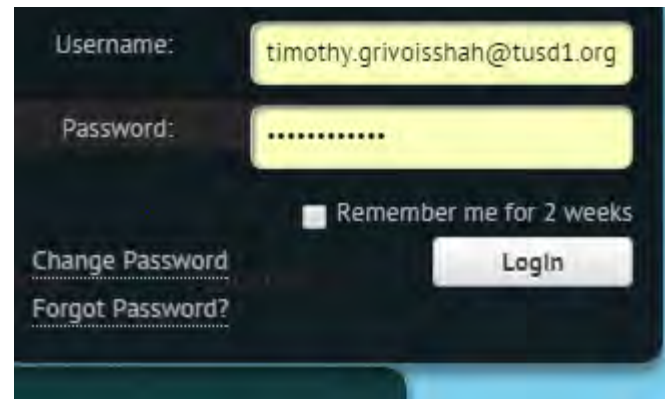 Username: timothy.grivoisshah@tusd1.org
Password: ••••••••••••
Remember me for 2 weeks
Change Password Login
Forgot Password?